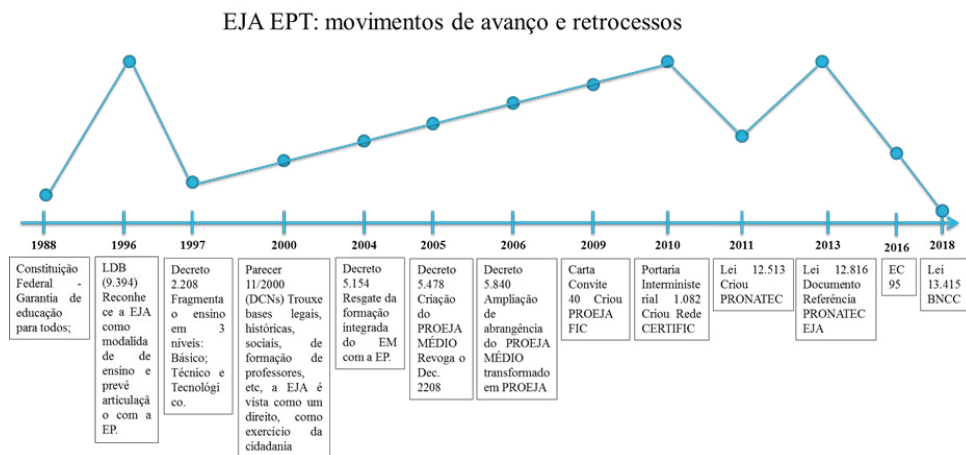 EJA EPT: movimentos de avanço e retrocessos
1988
1996
1997
2000
2004
2005
2006
2009
2010
2011
2013
2016
2018
Constituição
Federal -
Garantia de
educação
para todos;
LDB
(9.394)
Reconhe
ce a EJA
como
modalida
de de
ensino e
prevê
articulaçã
o com a
EP.
Decreto
2.208
Fragmenta
o ensino
em 3
níveis:
Básico;
Técnico e
Tecnológi
co.
Parecer
11/2000
(DCNs) Trouxe
bases legais,
históricas,
sociais, de
formação de
professores,
etc, a EJA é
vista como um
direito, como
exercício da
cidadania
Decreto
5.154
Resgate da
formação
integrada
do EM
com a EP.
Decreto
5.478
Criação
do
PROEJA
MÉDIO
Revoga o
Dec.
2208
Decreto
5.840
Ampliação
de
abrangência
do PROEJA
MÉDIO
transformado
em PROEJA
Carta
Convite
40 Criou
PROEJA
FIC
Portaria
Interministe
rial 1.082
Criou Rede
CERTIFIC
Lei 12.513
Criou
PRONATEC
Lei 12.816
Documento
Referência
PRONATEC
EJA
EC
95
Lei
13.415
BNCC